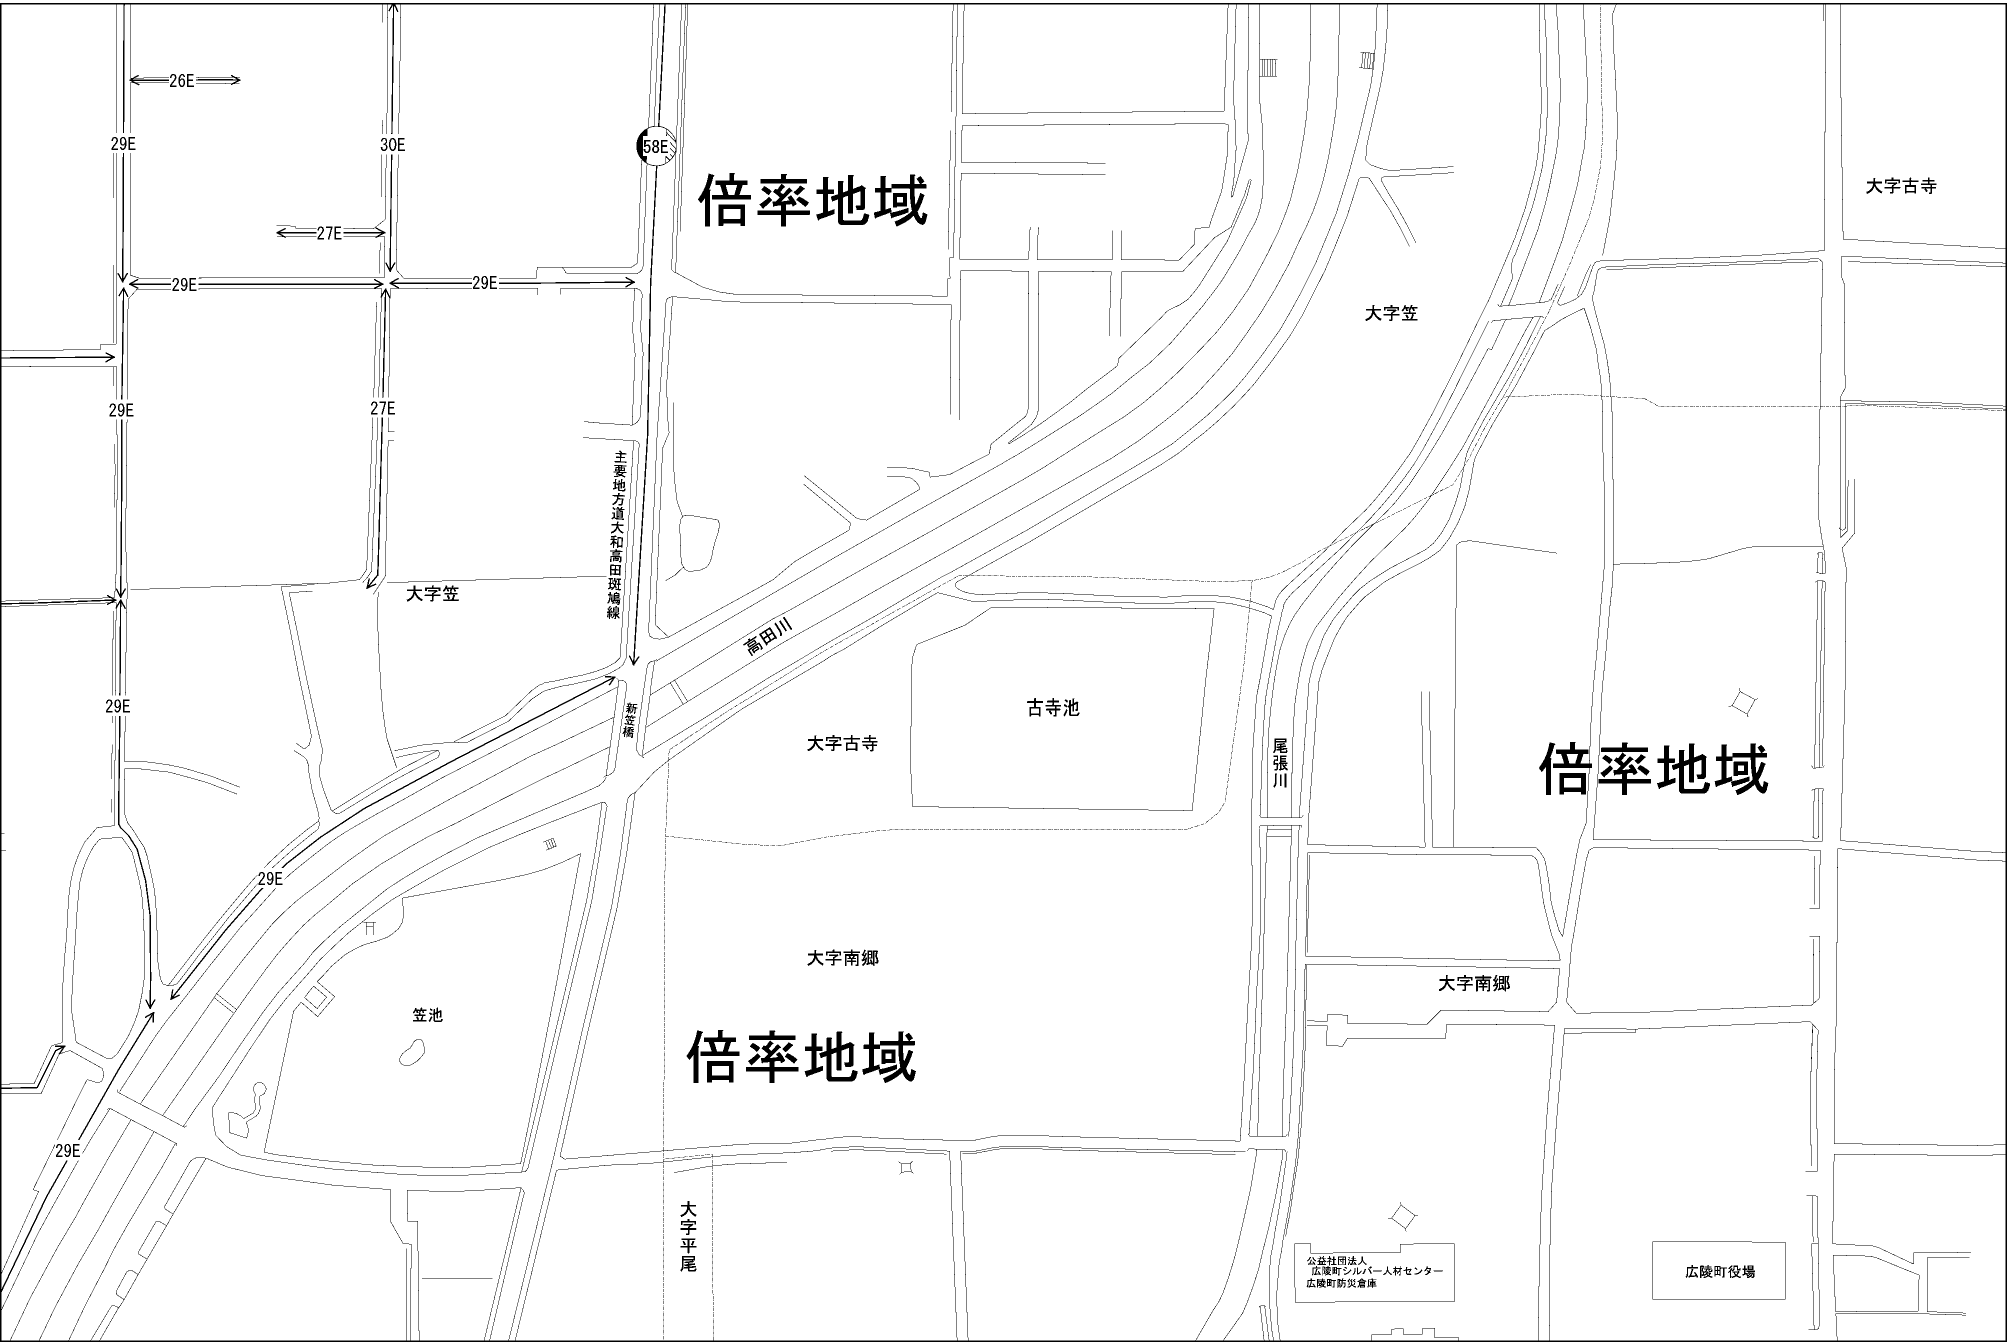 26E
29E
30E
58E
倍率地域
大字古寺
27E
29E
29E
大字笠
29E
27E
主要地方道大和高田斑鳩線
大字笠
高田川
29E
新笠橋
古寺池
大字古寺
尾張川
倍率地域
29E
大字南郷
大字南郷
笠池
倍率地域
29E
大字平尾
公益社団法人
広陵町シルバー人材センター
広陵町防災倉庫
広陵町役場